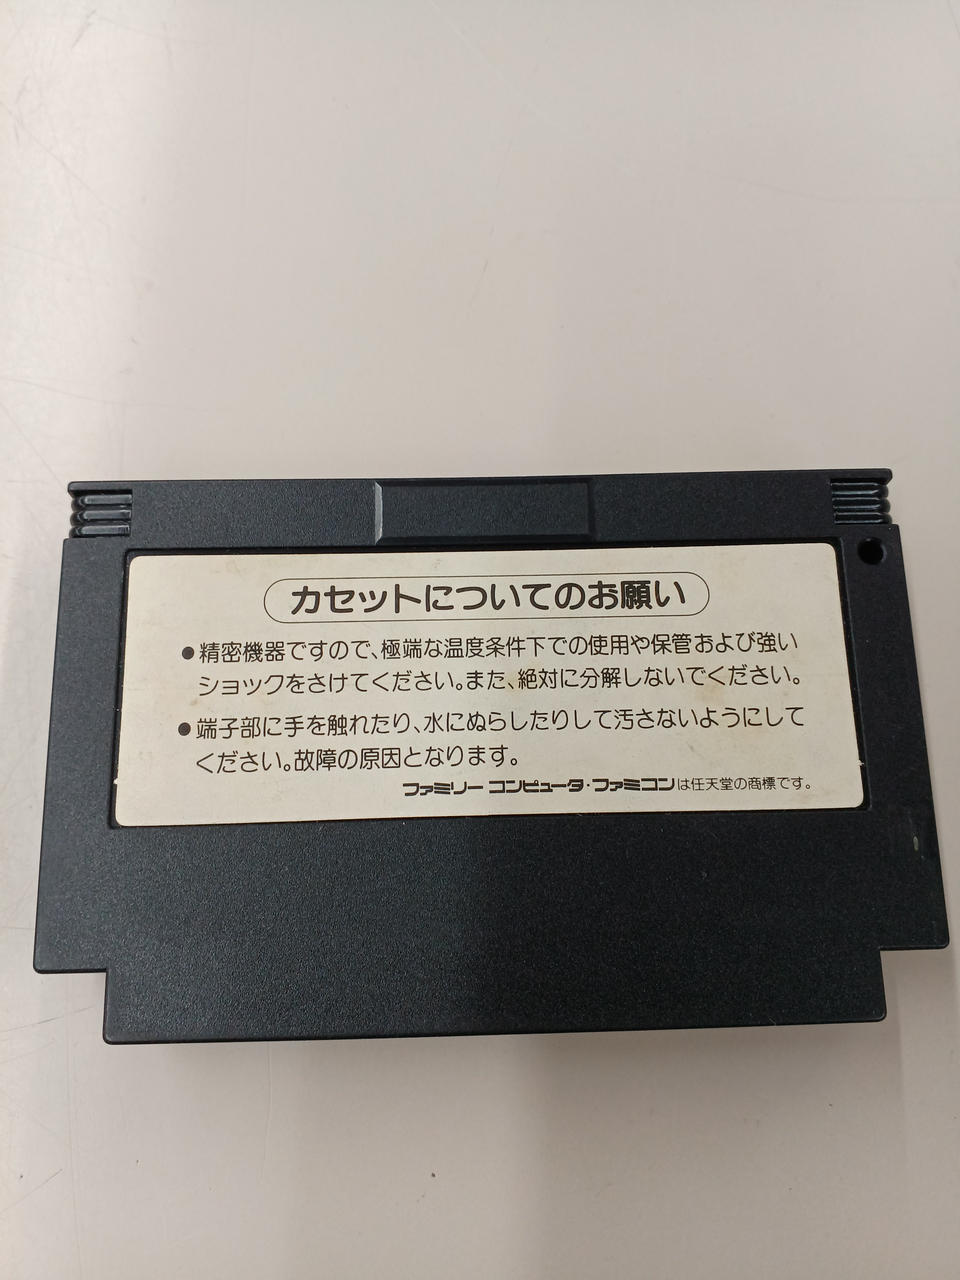 カセットについてのお願い
●精密機器ですので、極端な温度条件下での使用や保管および強い
ショックをさけてください。また、絶対に分解しないでください。
●端子部に手を触れたり、水にぬらしたりして汚さないようにして
ください。故障の原因となります。
ファミリーコンピュータ・ファミコンは任天堂の商標です。